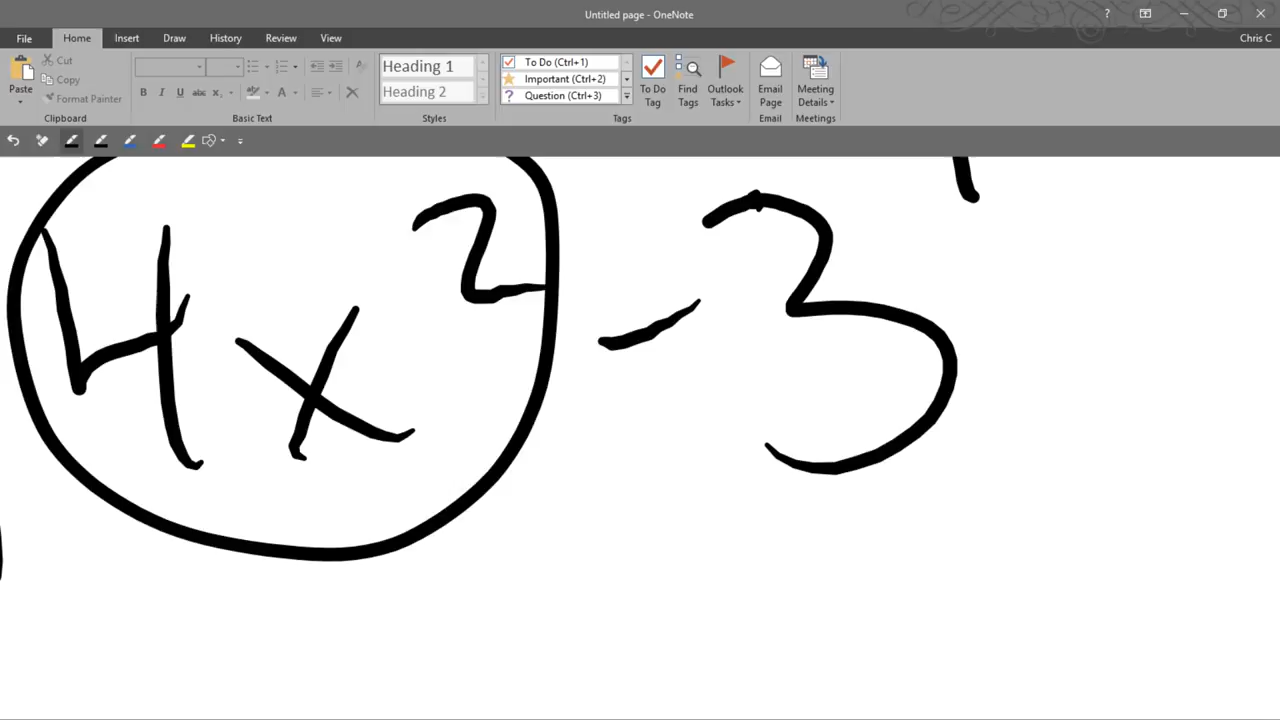 Untitled page - OneNote
?
File Home Insert Draw History Review View
Chris C
Paste
Cut
Copy
Format Painter
Clipboard
B I U abc x₂ A
Basic Text
Heading 1
Heading 2
Styles
To Do (Ctrl+1)
Important (Ctrl+2)
? Question (Ctrl+3)
To Do Tag
Find Tags
Outlook Tasks
Tags
Email Page
Email
Meeting Details
Meetings
4x² - 3